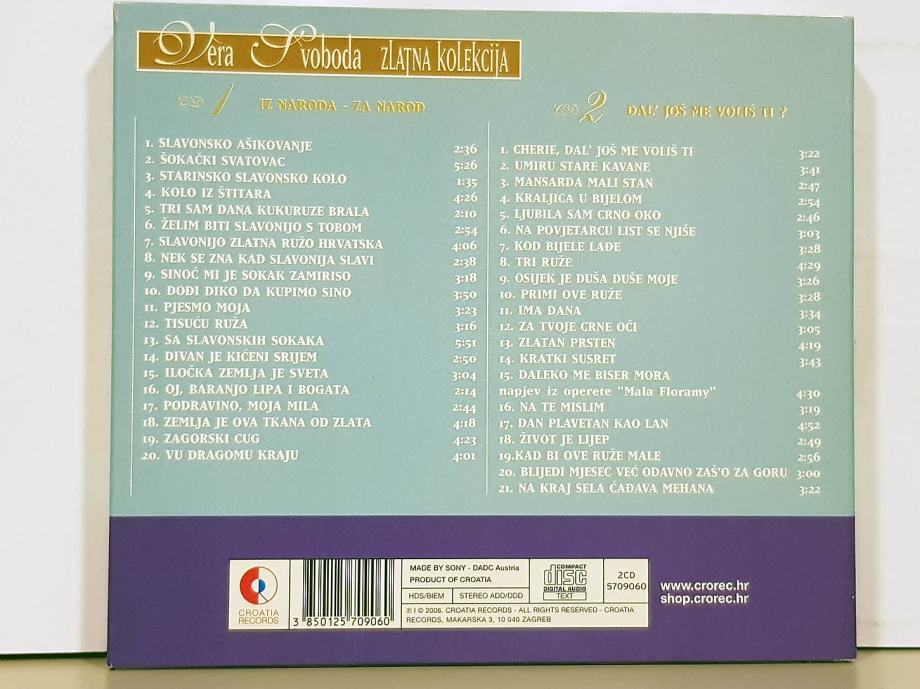 Vera Svoboda ZLATNA KOLEKCIJA
CD 1 IZ NARODA - ZA NAROD
1. SLAVONSKO AŠIKOVANJE 2:36
2. ŠOKAČKI SVATOVAC 5:26
3. STARINSKO SLAVONSKO KOLO 1:35
4. KOLO IZ ŠTITARA 4:26
5. TRI SAM DANA KUKURUZE BRALA 2:10
6. ŽELIM BITI SLAVONIJO S TOBOM 2:54
7. SLAVONIJO ZLATNA RUŽO HRVATSKA 4:06
8. NEK SE ZNA KAD SLAVONIJA SLAVI 2:38
9. SINOĆ MI JE SOKAK ZAMIRISO 3:18
10. DOĐI DIKO DA KUPIMO SINO 3:50
11. PJESMO MOJA 3:23
12. TISUĆU RUŽA 3:16
13. SA SLAVONSKIH SOKAKA 5:51
14. DIVAN JE KIĆENI SRIJEM 2:50
15. ILOČKA ZEMLJA JE SVETA 3:04
16. OJ, BARANJO LIPA I BOGATA 2:14
17. PODRAVINO, MOJA MILA 2:44
18. ZEMLJA JE OVA TKANA OD ZLATA 4:18
19. ZAGORSKI CUG 4:23
20. VU DRAGOMU KRAJU 4:01
CD 2 DAL' JOŠ ME VOLIŠ TI ?
1. CHERIE, DAL' JOŠ ME VOLIŠ TI 3:22
2. UMIRU STARE KAVANE 3:41
3. MANSARDA MALI STAN 2:47
4. KRALJICA U BIJELOM 2:54
5. LJUBILA SAM CRNO OKO 2:46
6. NA POVJETARCU LIST SE NJIŠE 3:03
7. KOD BIJELE LAĐE 3:28
8. TRI RUŽE 4:29
9. OSIJEK JE DUŠA DUŠE MOJE 3:26
10. PRIMI OVE RUŽE 3:28
11. IMA DANA 3:34
12. ZA TVOJE CRNE OČI 3:05
13. ZLATAN PRSTEN 4:19
14. KRATKI SUSRET 3:43
15. DALEKO ME BISER MORA
napjev iz operete "Mala Floramy" 4:30
16. NA TE MISLIM 3:19
17. DAN PLAVETAN KAO LAN 4:52
18. ŽIVOT JE LIJEP 2:49
19.KAD BI OVE RUŽE MALE 2:56
20. BLIJEDI MJESEC VEĆ ODAVNO ZAŠ'O ZA GORU 3:00
21. NA KRAJ SELA ČAĐAVA MEHANA 3:22
CROATIA
RECORDS
3 850125 709060
MADE BY SONY - DADC Austria
PRODUCT OF CROATIA
HDS/BIEM STEREO ADD/DDD
COMPACT
disc
DIGITAL AUDIO
TEXT
2CD
5709060
Ⓟ I © 2006. CROATIA RECORDS - ALL RIGHTS RESERVED - CROATIA
RECORDS, MAKARSKA 3, 10 040 ZAGREB
www.crorec.hr
shop.crorec.hr